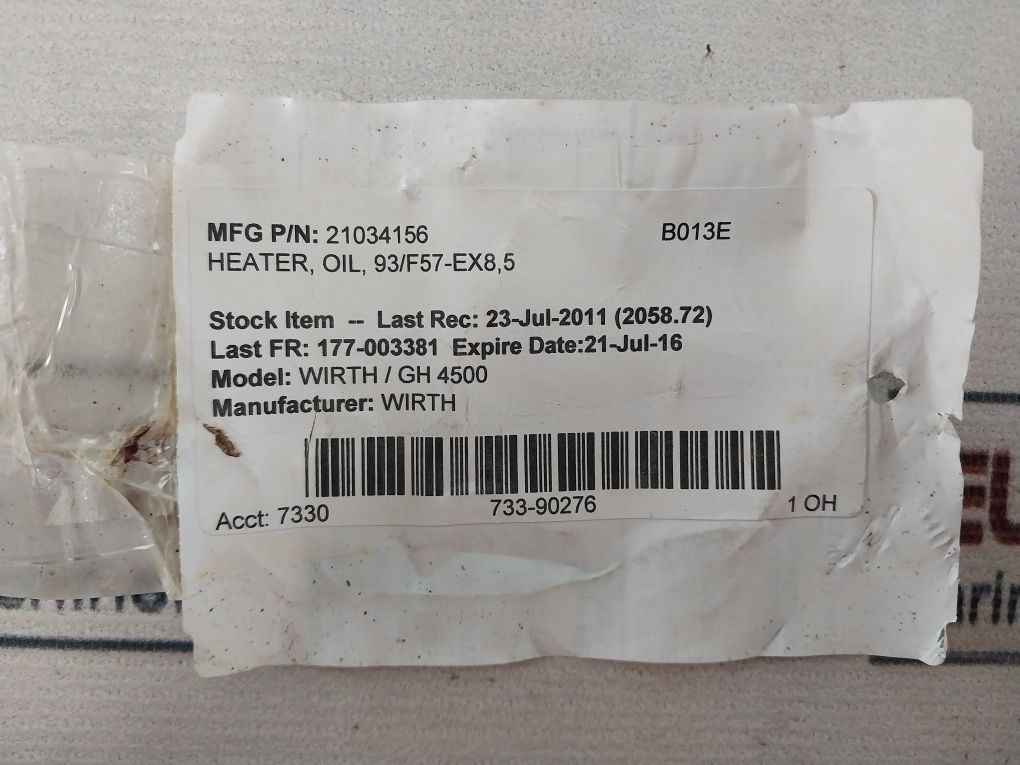 MFG P/N: 21034156 B013E
HEATER, OIL, 93/F57-EX8,5
Stock Item -- Last Rec: 23-Jul-2011 (2058.72)
Last FR: 177-003381 Expire Date:21-Jul-16
Model: WIRTH / GH 4500
Manufacturer: WIRTH
Acct: 7330 733-90276 1 OH